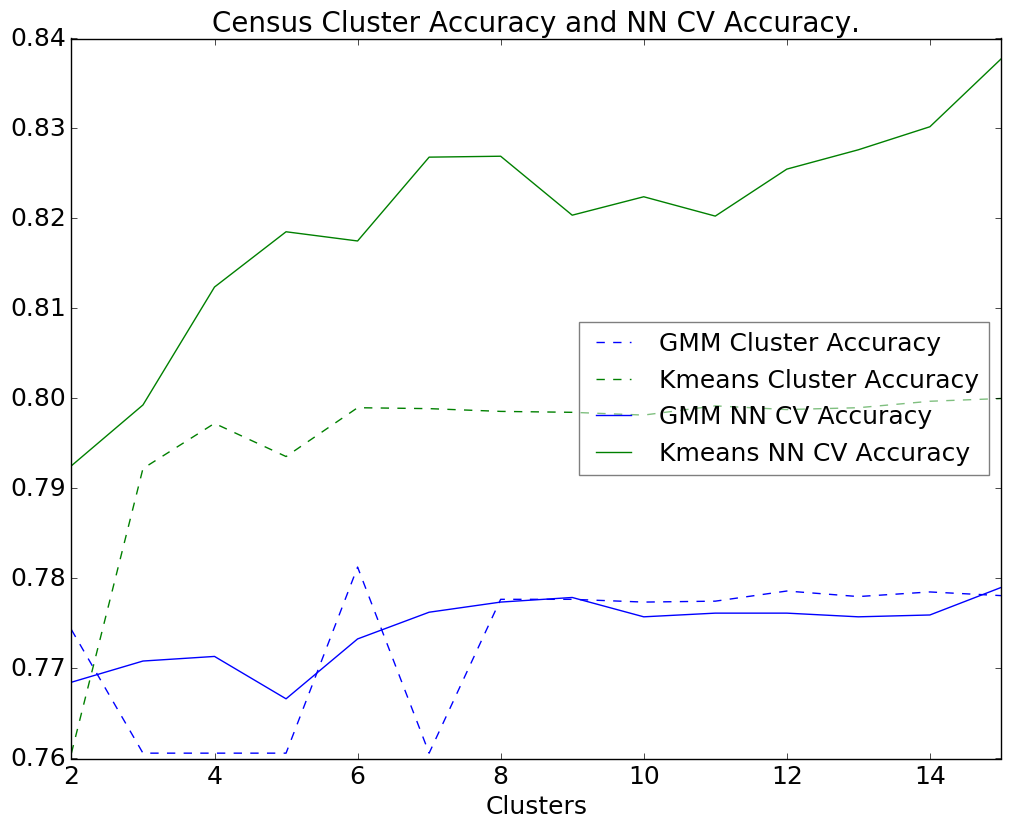 Census Cluster Accuracy and NN CV Accuracy.
0.84
0.83
0.82
0.81
0.80
0.79
0.78
0.77
0.76
GMM Cluster Accuracy
Kmeans Cluster Accuracy
GMM NN CV Accuracy
Kmeans NN CV Accuracy
2 4 6 8 10 12 14
Clusters